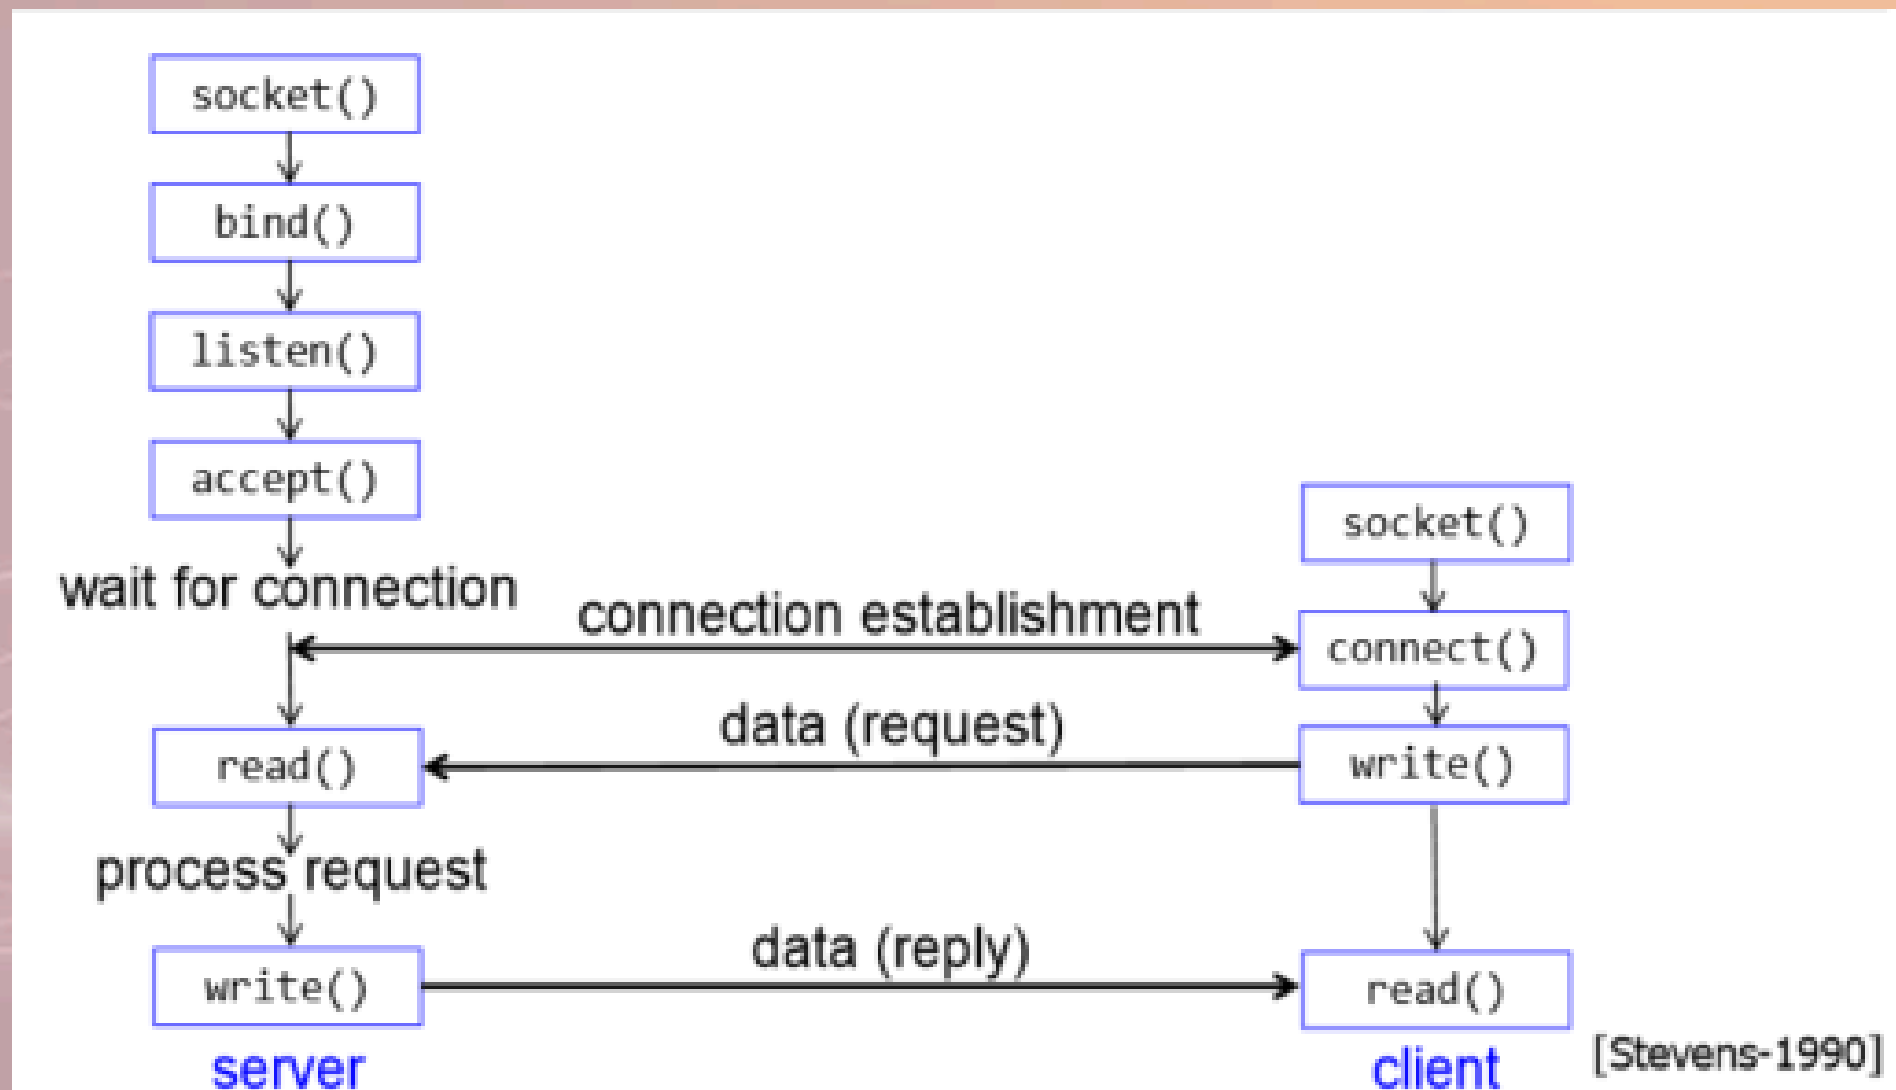 socket()
bind()
listen()
accept()
wait for connection
socket()
connection establishment
connect()
data (request)
read()
write()
process request
data (reply)
write()
read()
server
client
[Stevens-1990]